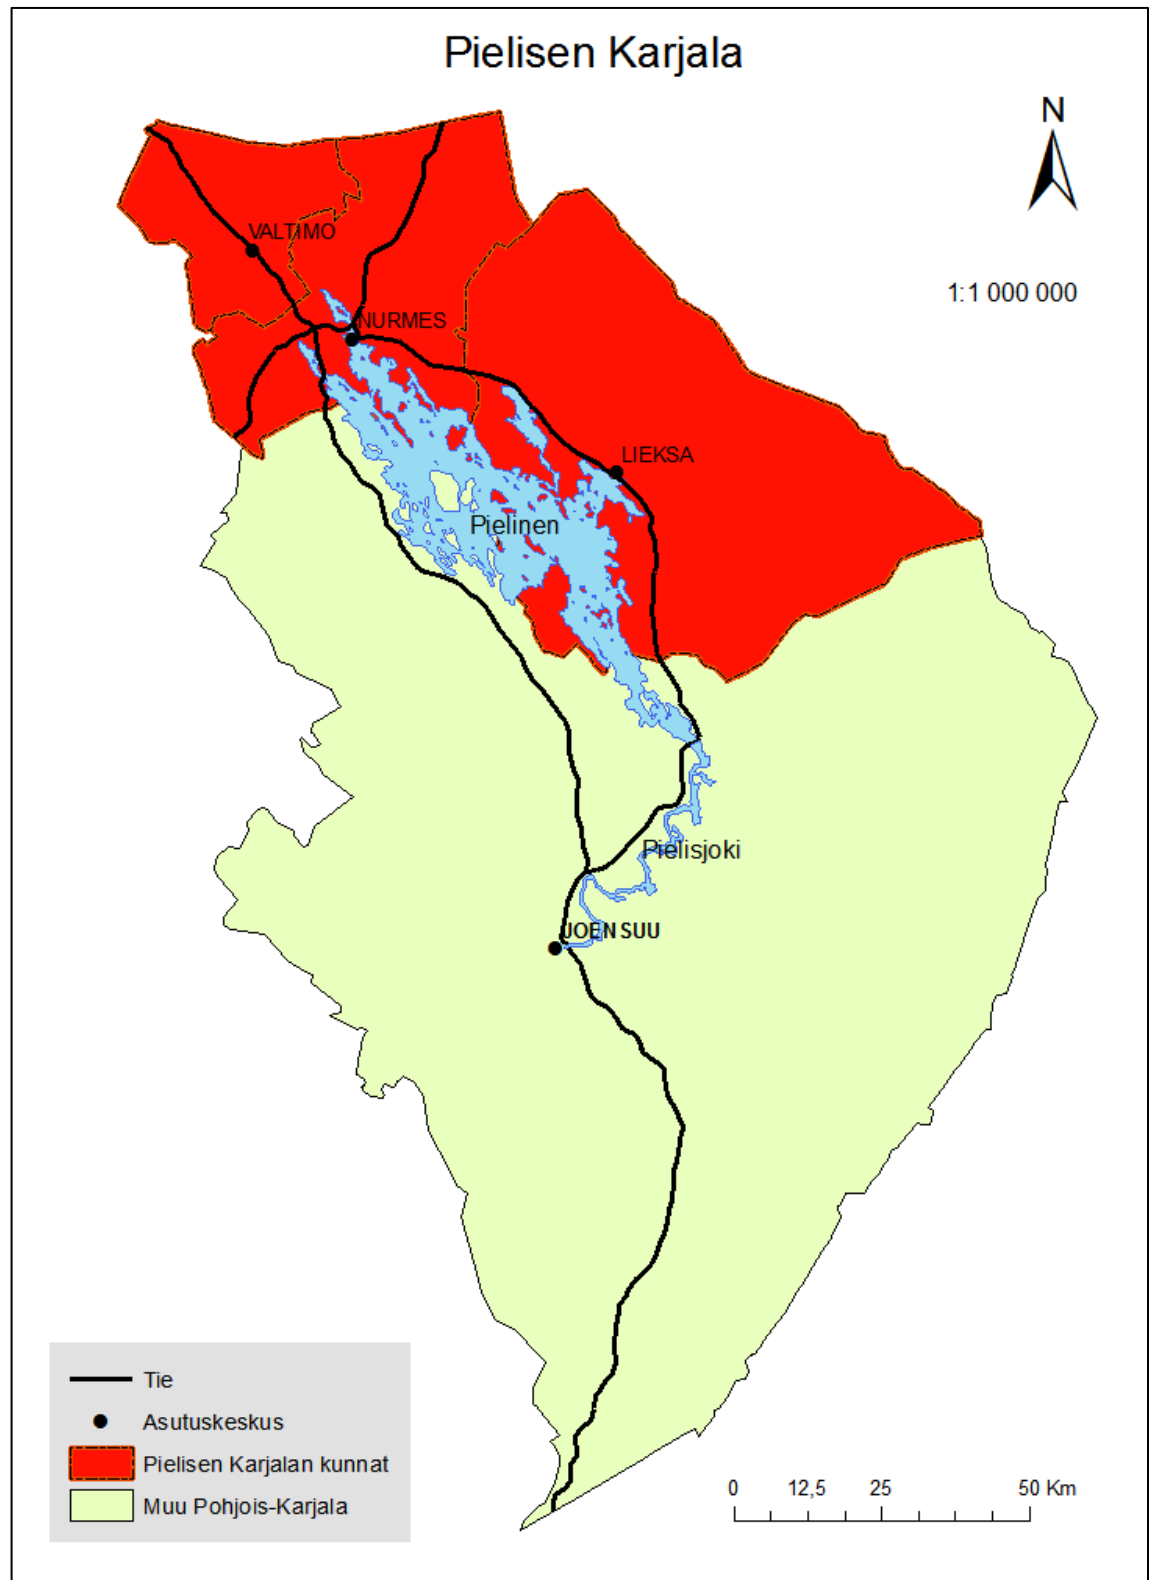 Pielisen Karjala
N
1:1 000 000
VALTIMO
NURMES
LIEKSA
Pielinen
Pielisjoki
JOENSUU
Tie
Asutuskeskus
Pielisen Karjalan kunnat
Muu Pohjois-Karjala
0 12,5 25 50 Km